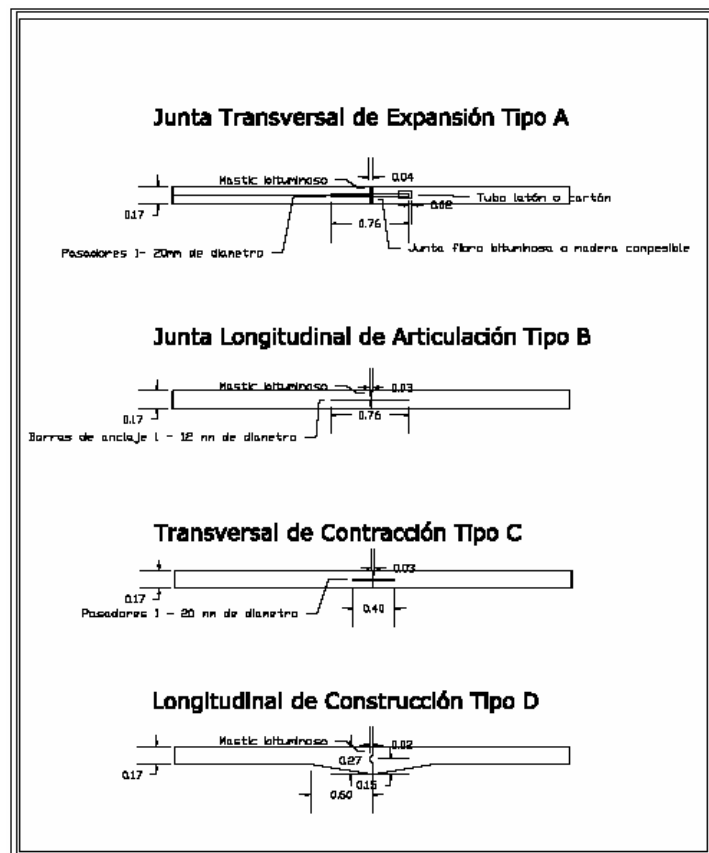 Junta Transversal de Expansión Tipo A
Mastic bituminoso
0.04
0.17
Tubo latón o cartón
0.02
0.76
Pasadores 1- 20mm de diametro
Junta fibro bituminosa o madera compesible
Junta Longitudinal de Articulación Tipo B
Mastic bituminoso
0.03
0.17
0.76
Barras de anclaje 1 - 12 mm de diametro
Transversal de Contracción Tipo C
0.03
0.17
0.40
Pasadores 1 - 20 mm de diametro
Longitudinal de Construcción Tipo D
Mastic bituminoso
0.02
0.27
0.17
0.15
0.60